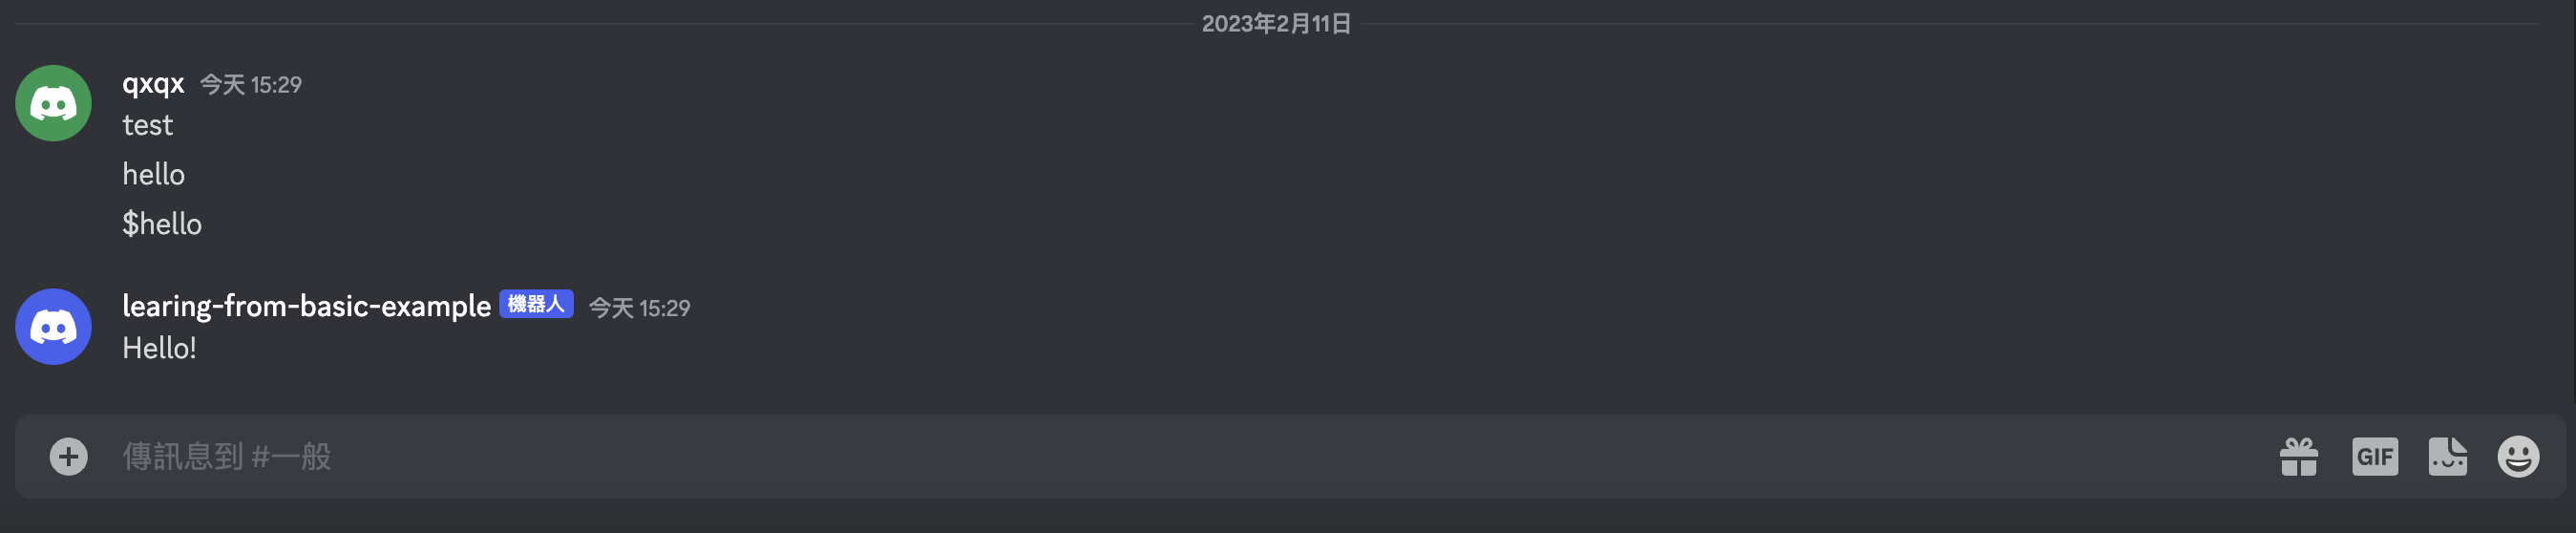 2023年2月11日
qxqx 今天 15:29
test
hello
$hello
learing-from-basic-example 機器人 今天 15:29
Hello!
傳訊息到 #一般
GIF